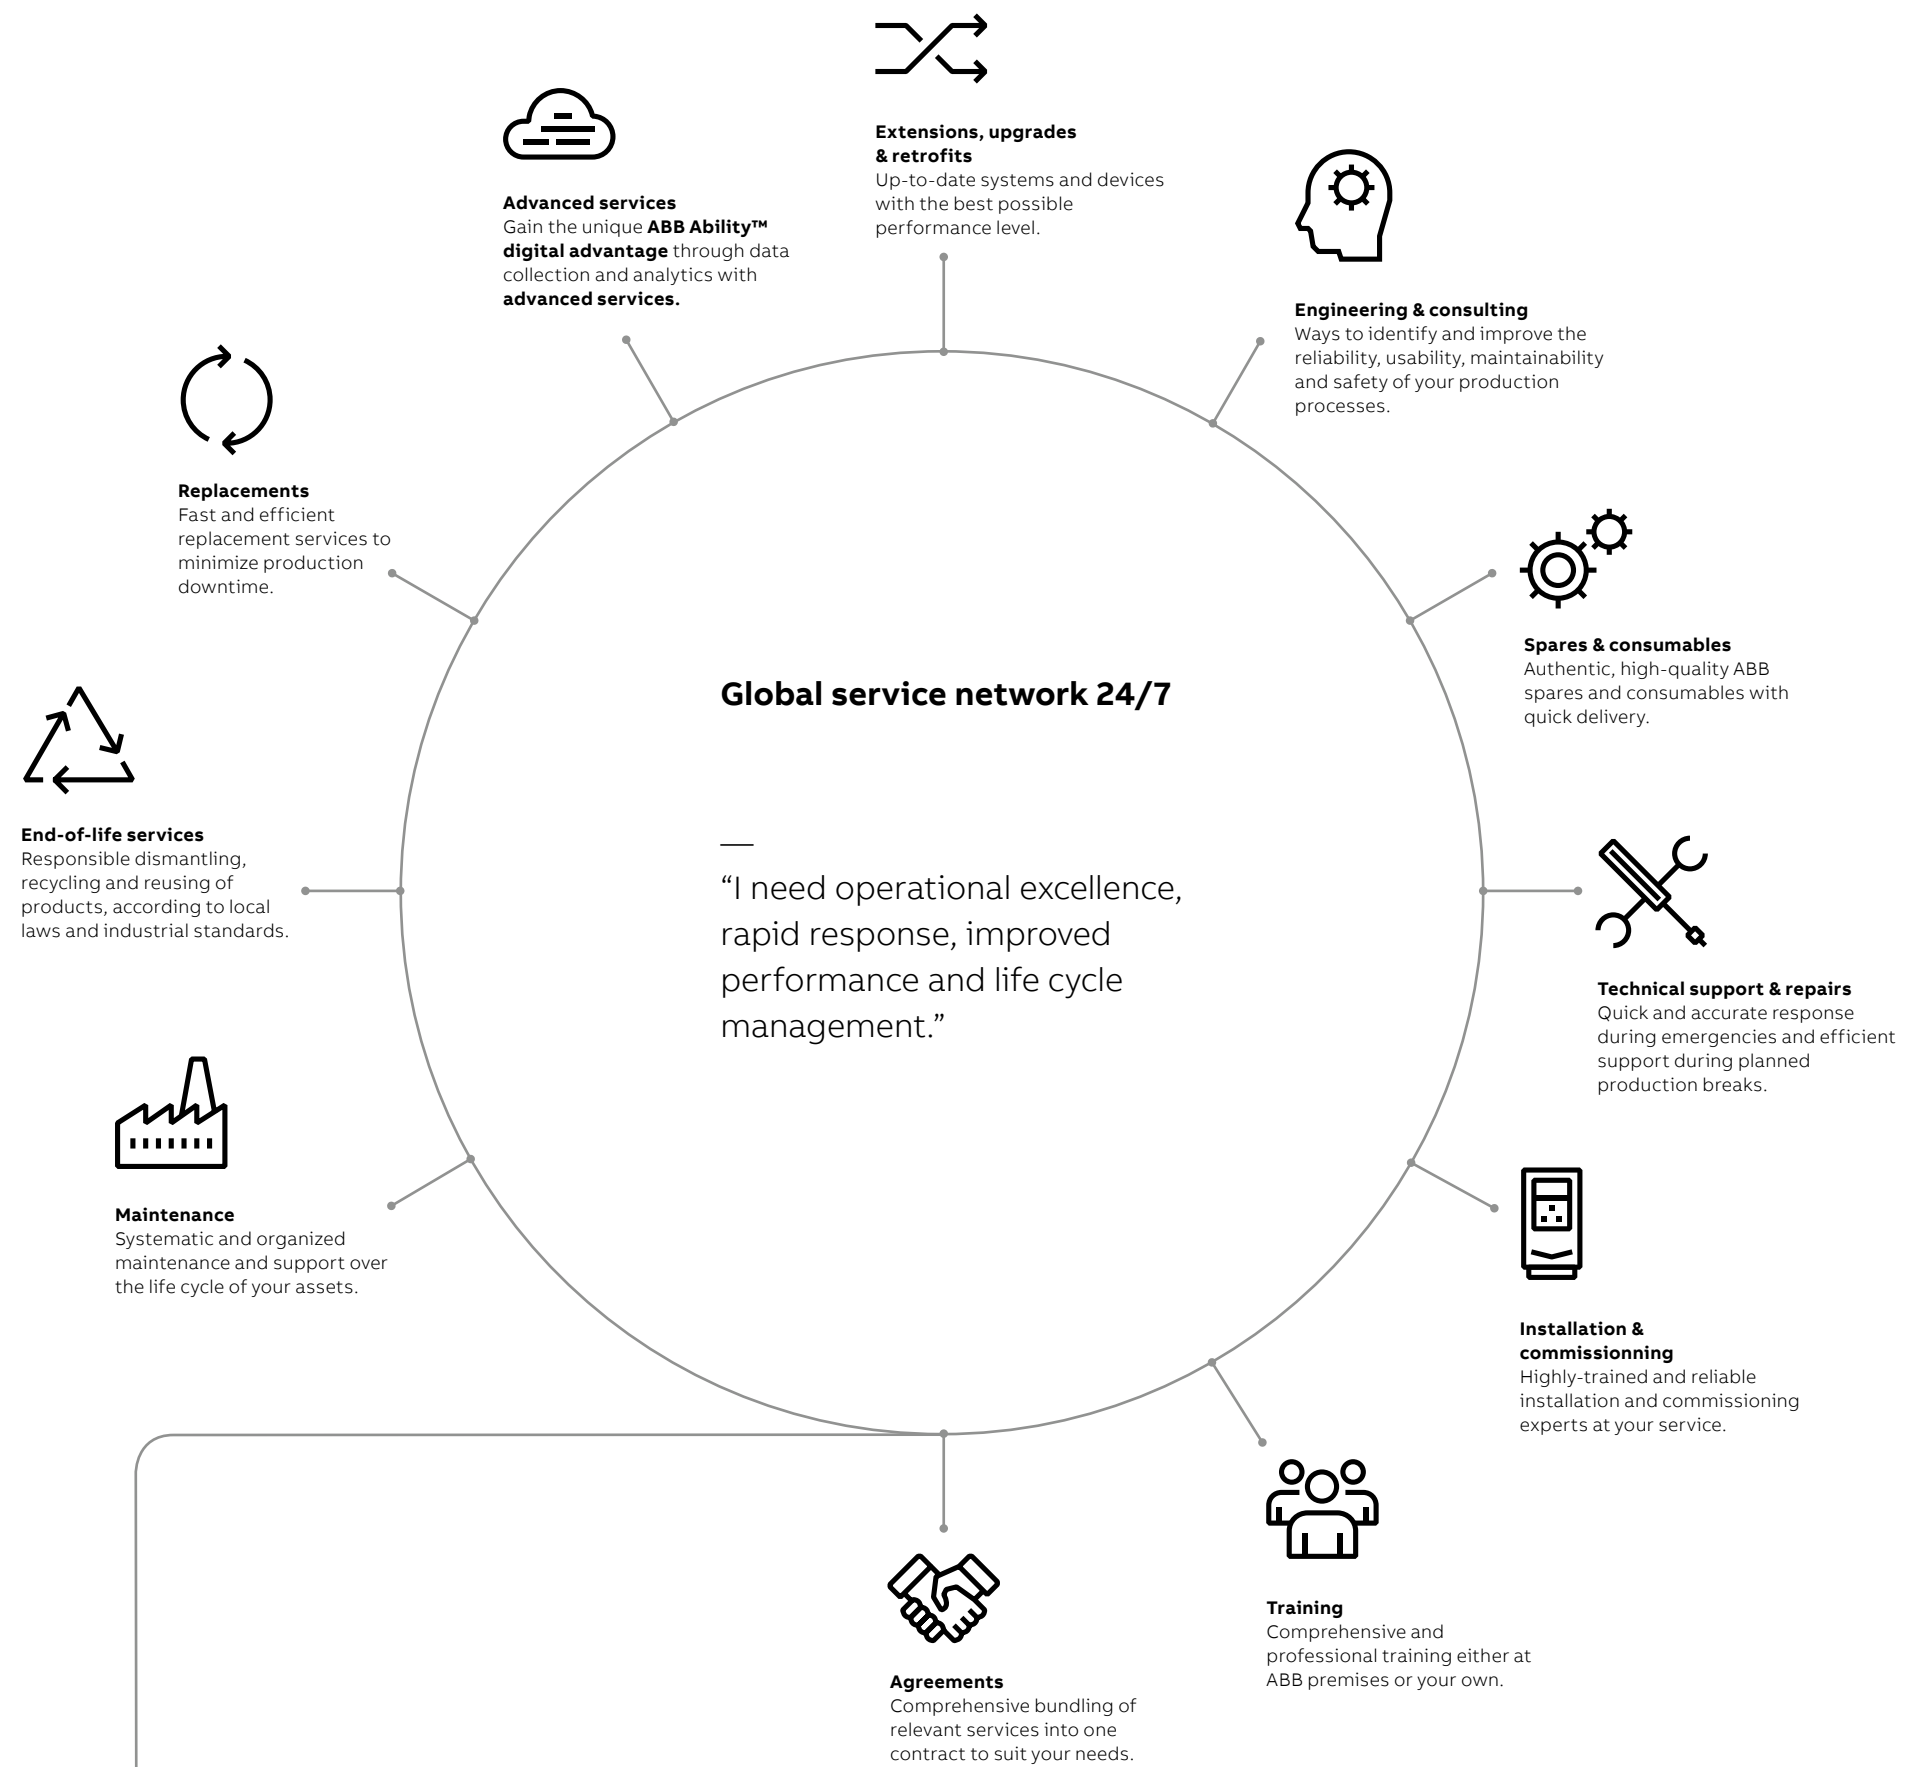 Extensions, upgrades
& retrofits
Up-to-date systems and devices
with the best possible
performance level.
Advanced services
Gain the unique ABB Ability™
digital advantage through data
collection and analytics with
advanced services.
Engineering & consulting
Ways to identify and improve the
reliability, usability, maintainability
and safety of your production
processes.
Replacements
Fast and efficient
replacement services to
minimize production
downtime.
Spares & consumables
Authentic, high-quality ABB
spares and consumables with
quick delivery.
Global service network 24/7
“I need operational excellence,
rapid response, improved
performance and life cycle
management.”
End-of-life services
Responsible dismantling,
recycling and reusing of
products, according to local
laws and industrial standards.
Technical support & repairs
Quick and accurate response
during emergencies and efficient
support during planned
production breaks.
Maintenance
Systematic and organized
maintenance and support over
the life cycle of your assets.
Installation &
commissionning
Highly-trained and reliable
installation and commissioning
experts at your service.
Training
Comprehensive and
professional training either at
ABB premises or your own.
Agreements
Comprehensive bundling of
relevant services into one
contract to suit your needs.